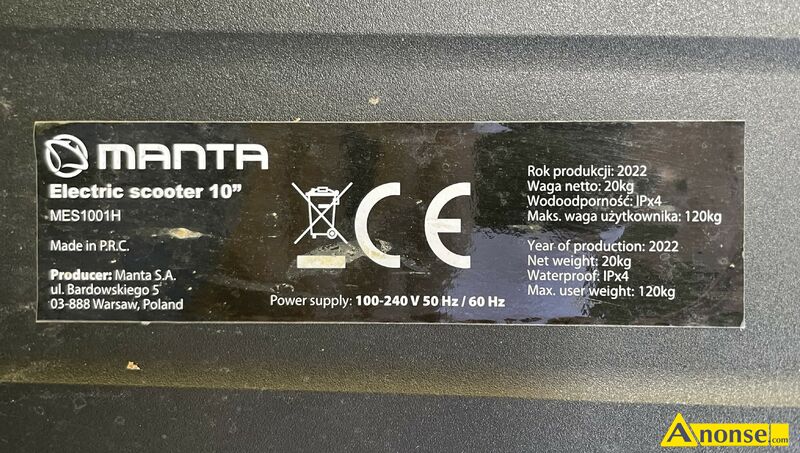 MANTA
Electric scooter 10”
MES1001H
Made in P.R.C.
Producer: Manta S.A.
ul. Bardowskiego 5
03-888 Warsaw, Poland
CE
Power supply: 100-240 V 50 Hz / 60 Hz
Rok produkcji: 2022
Waga netto: 20kg
Wodoodporność: IPx4
Maks. waga użytkownika: 120kg
Year of production: 2022
Net weight: 20kg
Waterproof: IPx4
Max. user weight: 120kg
Anonse.com